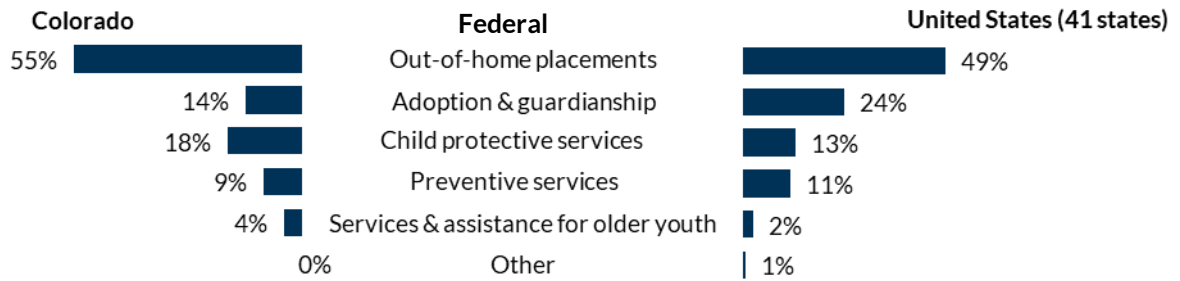 Colorado Federal United States (41 states)
55% Out-of-home placements 49%
14% Adoption & guardianship 24%
18% Child protective services 13%
9% Preventive services 11%
4% Services & assistance for older youth 2%
0% Other 1%